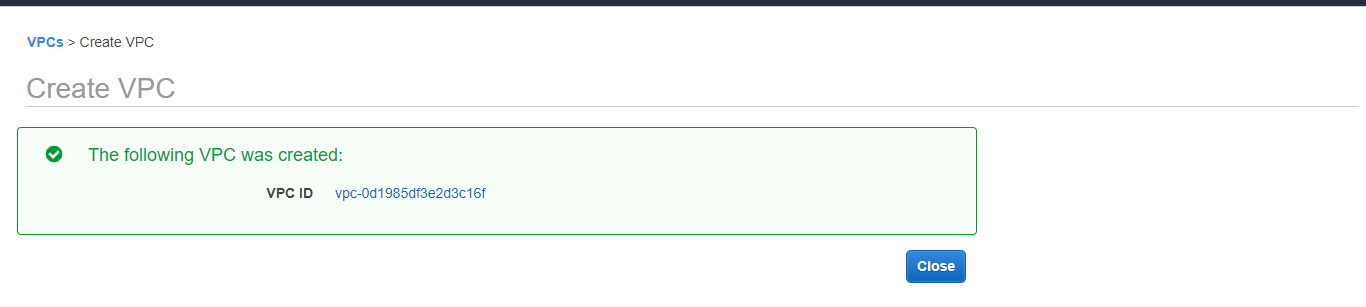 VPCs > Create VPC
Create VPC
The following VPC was created:
VPC ID vpc-0d1985df3e2d3c16f
Close